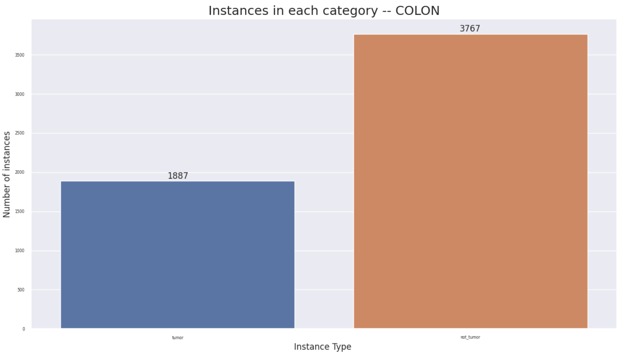 Instances in each category -- COLON
3767
3500
3000
2500
2000
1887
1500
1000
500
0
Number of instances
tumor
not_tumor
Instance Type